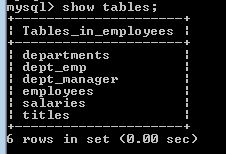 mysql> show tables;
+---------------------+
| Tables_in_employees |
+---------------------+
| departments         |
| dept_emp            |
| dept_manager        |
| employees           |
| salaries            |
| titles              |
+---------------------+
6 rows in set (0.00 sec)